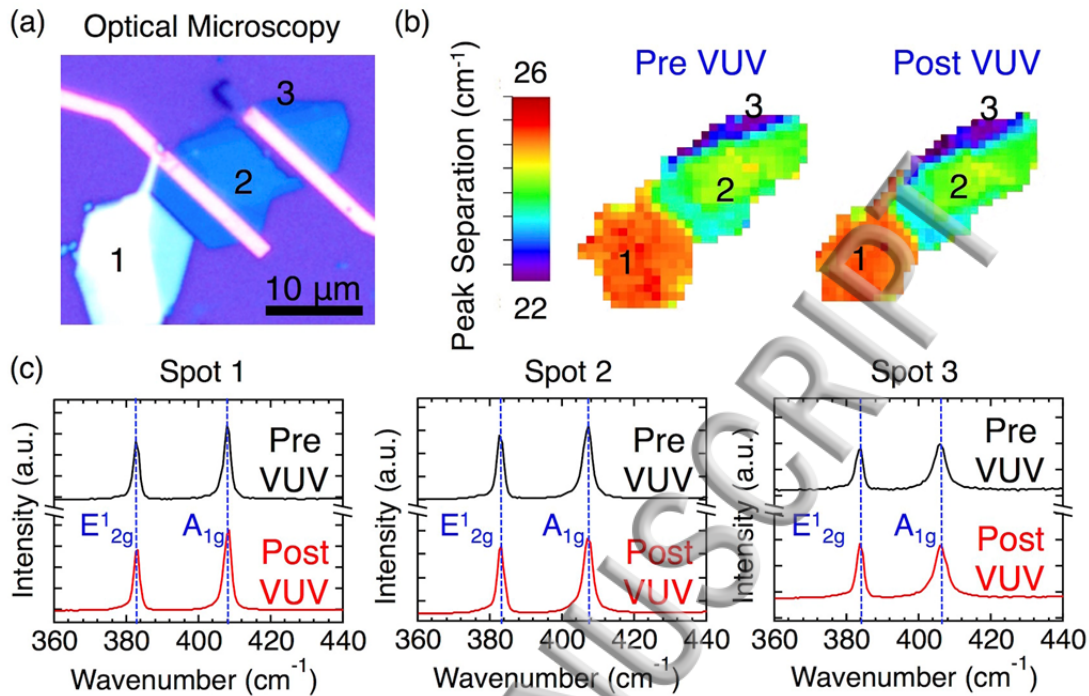 (a) Optical Microscopy
1
2
3
10 µm
(b)
Peak Separation (cm⁻¹)
26
22
Pre VUV
3
2
1
Post VUV
3
2
1
(c)
Spot 1
Intensity (a.u.)
Pre
VUV
E¹2g
A1g
Post
VUV
360 380 400 420 440
Wavenumber (cm⁻¹)
Spot 2
Intensity (a.u.)
Pre
VUV
E¹2g
A1g
Post
VUV
360 380 400 420 440
Wavenumber (cm⁻¹)
Spot 3
Intensity (a.u.)
Pre
VUV
E¹2g
A1g
Post
VUV
360 380 400 420 440
Wavenumber (cm⁻¹)
NUSCRIPT